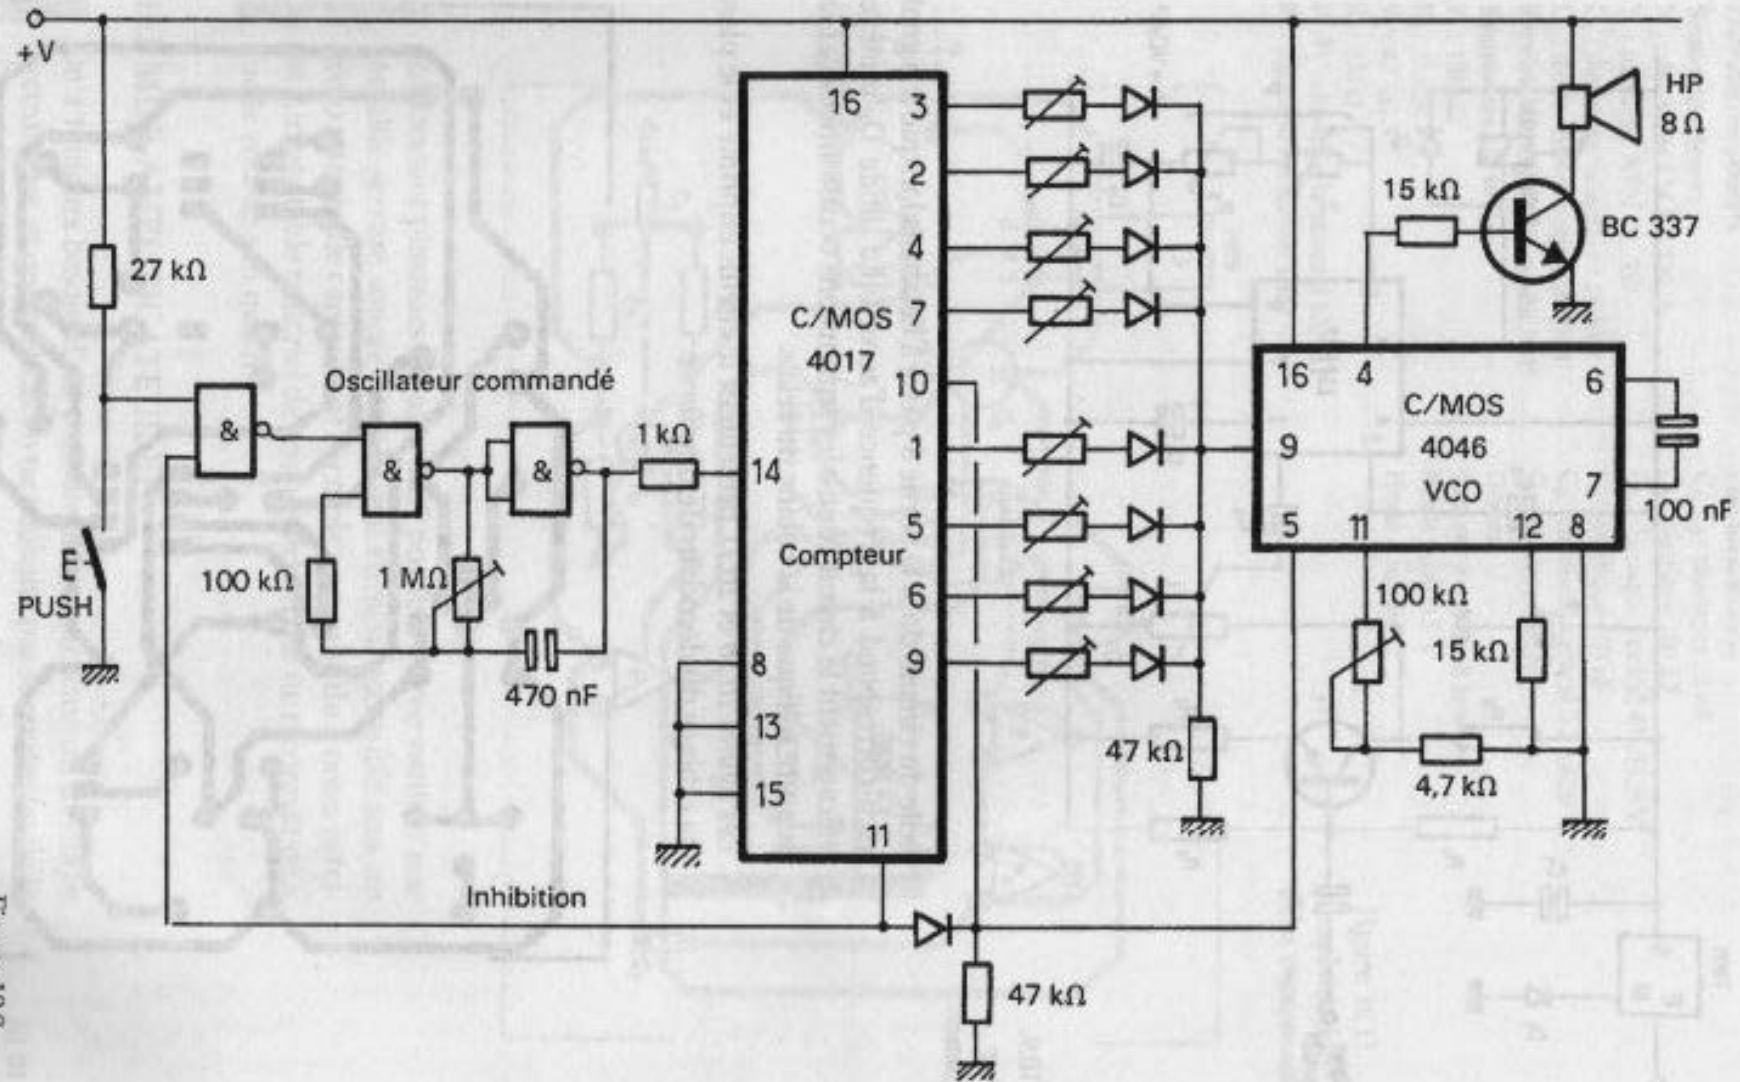 +V
27 kΩ
E
PUSH
&
Oscillateur commandé
&
&
100 kΩ
1 MΩ
470 nF
1 kΩ
14
16
C/MOS
4017
Compteur
3
2
4
7
10
1
5
6
9
8
13
15
11
Inhibition
47 kΩ
47 kΩ
HP
8 Ω
15 kΩ
BC 337
16
4
6
C/MOS
4046
VCO
9
7
5
11
12
8
100 nF
100 kΩ
15 kΩ
4,7 kΩ